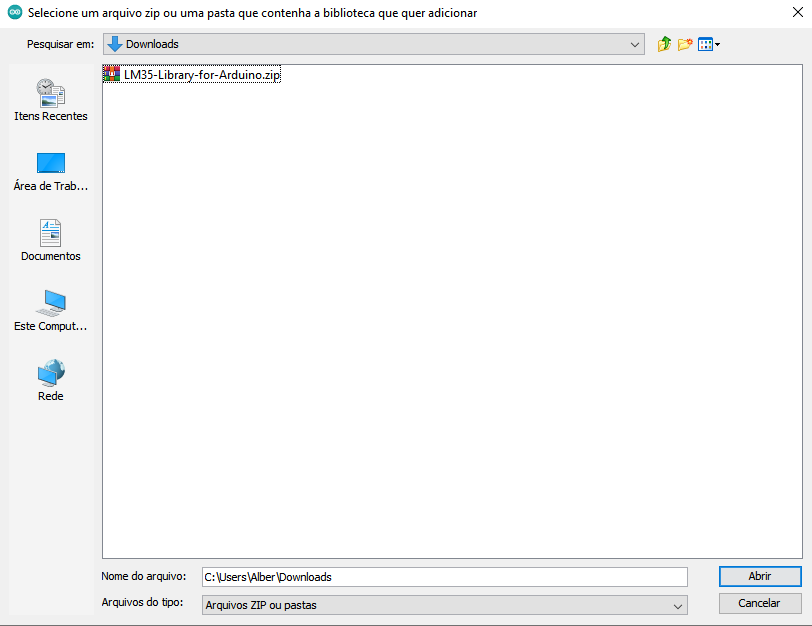 Selecione um arquivo zip ou uma pasta que contenha a biblioteca que quer adicionar
Pesquisar em:
Downloads
LM35-Library-for-Arduino.zip
Itens Recentes
Área de Trab...
Documentos
Este Comput...
Rede
Nome do arquivo:
C:\Users\Alber\Downloads
Abrir
Arquivos do tipo:
Arquivos ZIP ou pastas
Cancelar